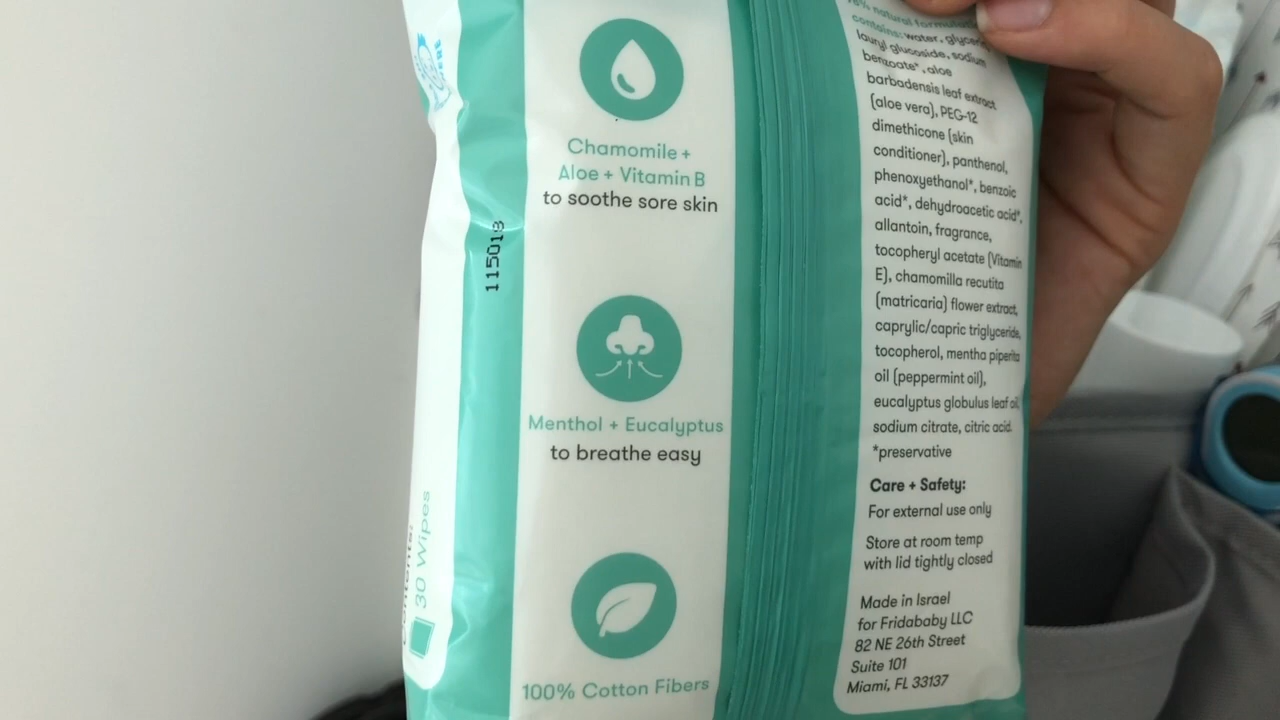 Chamomile +
Aloe + Vitamin B
to soothe sore skin
Menthol + Eucalyptus
to breathe easy
100% Cotton Fibers
115019
30 Wipes
natural formulation
contains: water, glycerin,
lauryl glucoside, sodium
benzoate*, aloe
barbadensis leaf extract
(aloe vera), PEG-12
dimethicone (skin
conditioner), panthenol,
phenoxyethanol*, benzoic
acid*, dehydroacetic acid*,
allantoin, fragrance,
tocopheryl acetate (Vitamin
E), chamomilla recutita
(matricaria) flower extract,
caprylic/capric triglyceride,
tocopherol, mentha piperita
oil (peppermint oil),
eucalyptus globulus leaf oil,
sodium citrate, citric acid.
*preservative
Care + Safety:
For external use only
Store at room temp
with lid tightly closed
Made in Israel
for Fridababy LLC
82 NE 26th Street
Suite 101
Miami, FL 33137